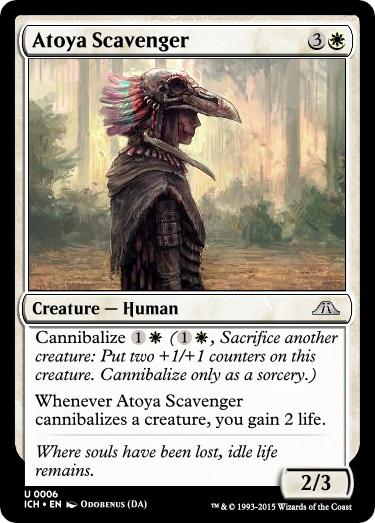 Atoya Scavenger 3
Creature — Human
Cannibalize 1 (1 , Sacrifice another
creature: Put two +1/+1 counters on this
creature. Cannibalize only as a sorcery.)
Whenever Atoya Scavenger
cannibalizes a creature, you gain 2 life.
Where souls have been lost, idle life
remains.
2/3
U 0006
ICH • EN Odobenus (DA)
™ & © 1993-2015 Wizards of the Coast